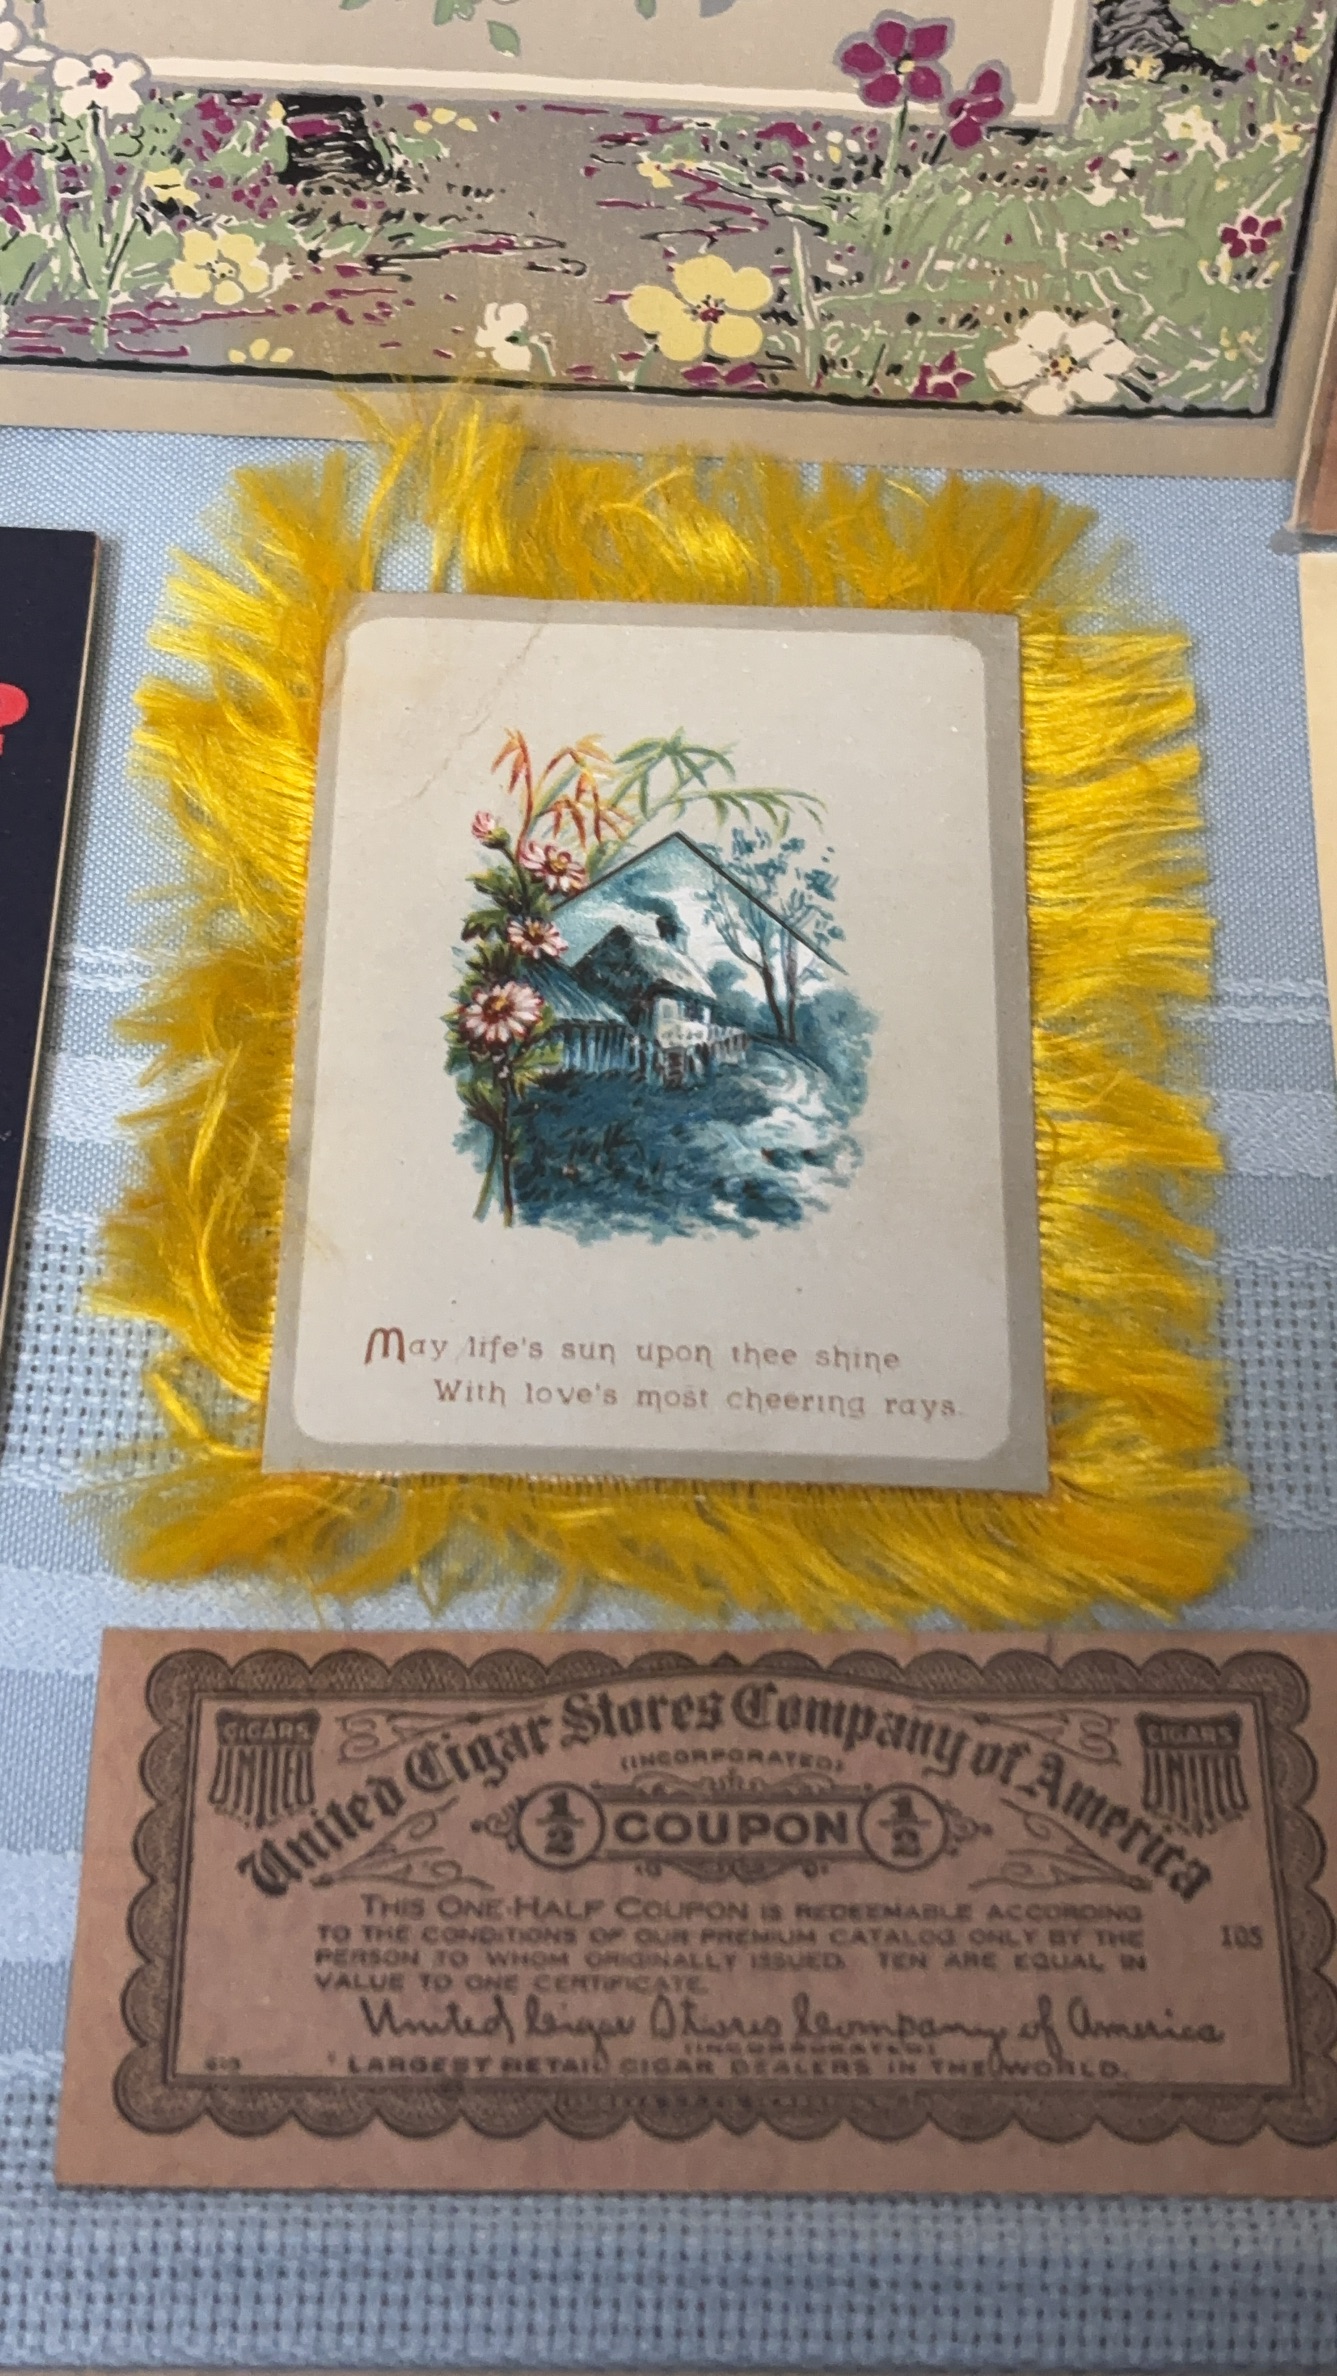 May life's sun upon thee shine
With love's most cheering rays.
CIGARS
UNITED
CIGARS
UNITED
United Cigar Stores Company of America
(INCORPORATED)
1/2 COUPON 1/2
THIS ONE-HALF COUPON IS REDEEMABLE ACCORDING
TO THE CONDITIONS OF OUR PREMIUM CATALOG ONLY BY THE
PERSON TO WHOM ORIGINALLY ISSUED. TEN ARE EQUAL IN
VALUE TO ONE CERTIFICATE.
105
United Cigar Stores Company of America
(INCORPORATED)
LARGEST RETAIL CIGAR DEALERS IN THE WORLD.